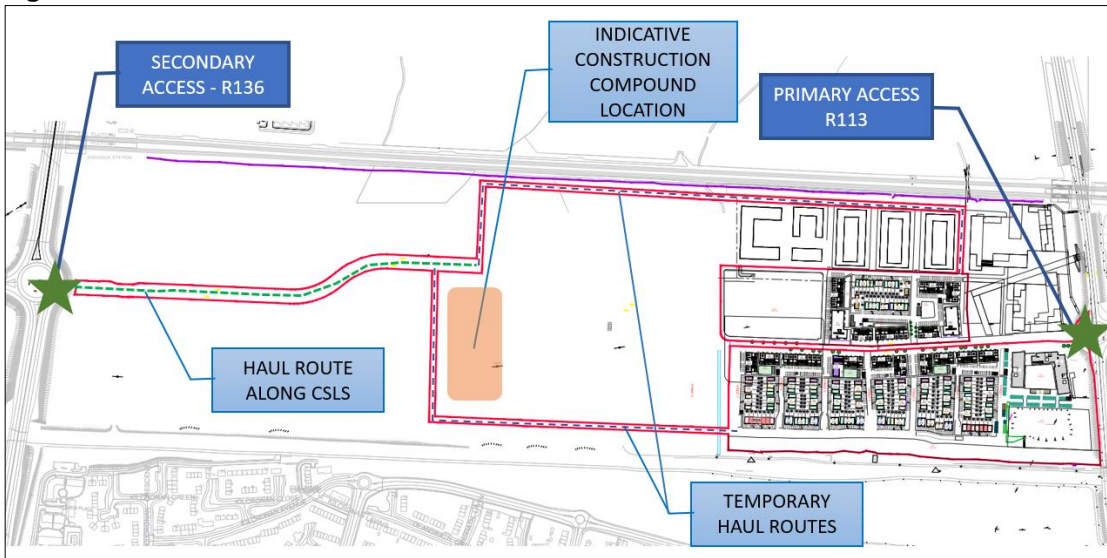 SECONDARY
ACCESS - R136
INDICATIVE
CONSTRUCTION
COMPOUND
LOCATION
PRIMARY ACCESS
R113
HAUL ROUTE
ALONG CSLS
TEMPORARY
HAUL ROUTES